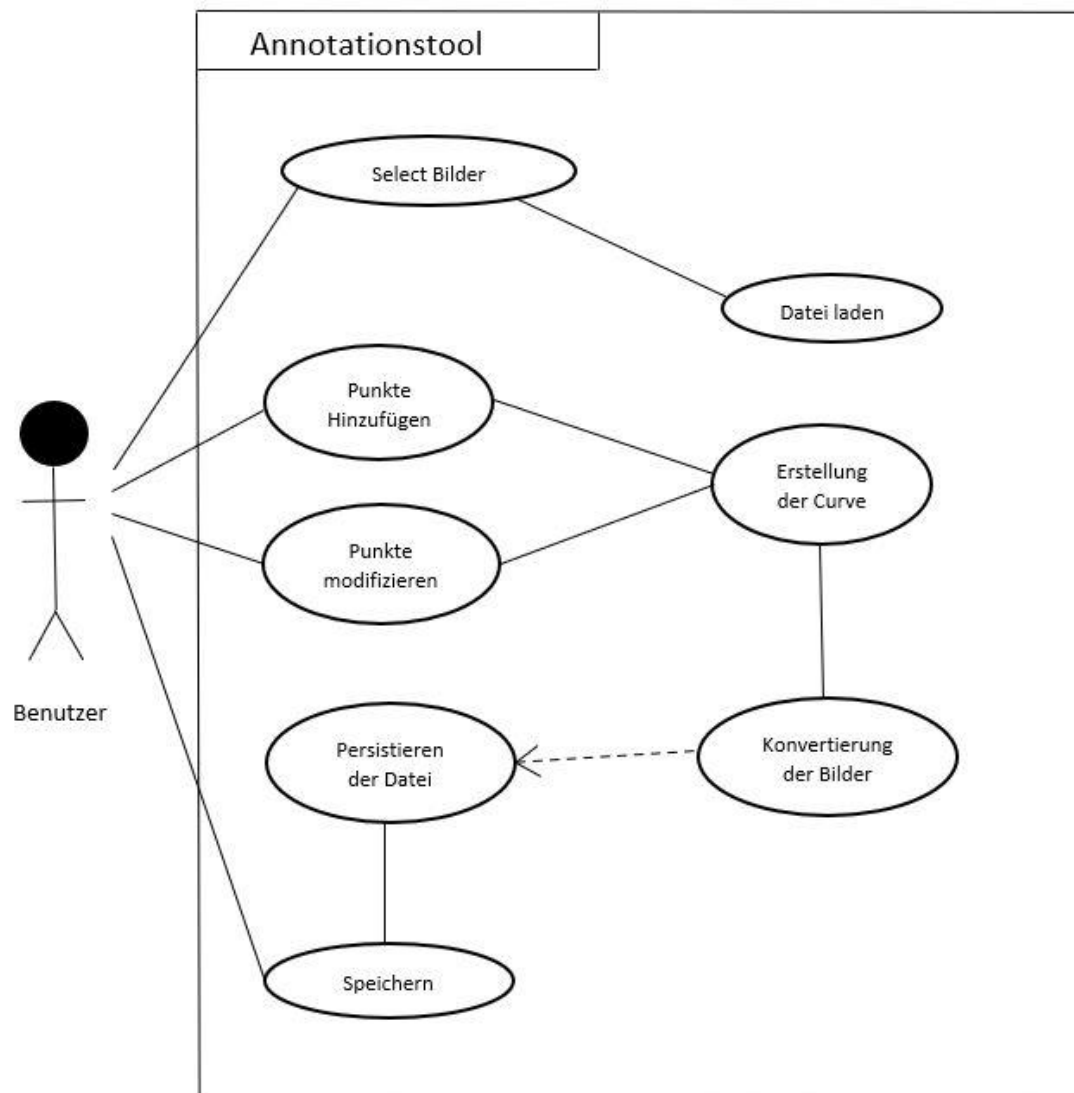 Annotationstool
Select Bilder
Datei laden
Punkte
Hinzufügen
Erstellung
der Curve
Punkte
modifizieren
Benutzer
Persistieren
der Datei
Konvertierung
der Bilder
Speichern